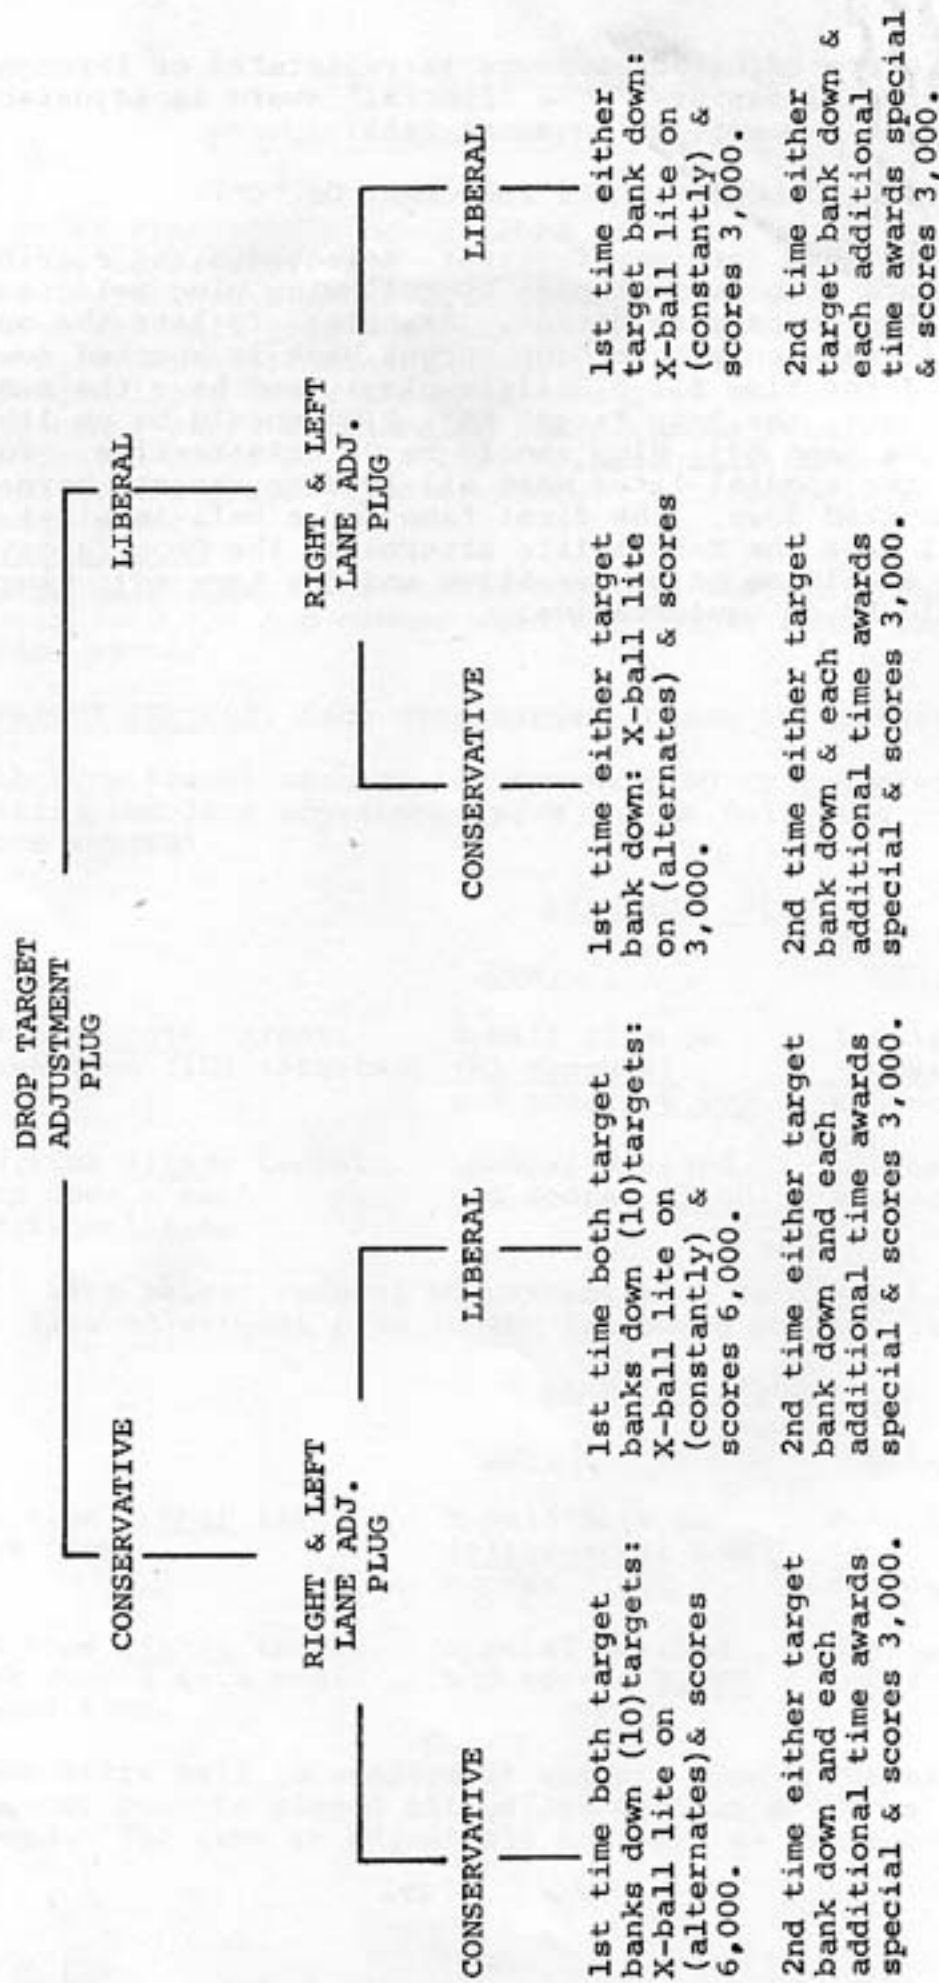 DROP TARGET
ADJUSTMENT
PLUG
CONSERVATIVE
LIBERAL
RIGHT & LEFT
LANE ADJ.
PLUG
RIGHT & LEFT
LANE ADJ.
PLUG
CONSERVATIVE
LIBERAL
CONSERVATIVE
LIBERAL
1st time both target
banks down (10)targets:
X-ball lite on
(alternates)& scores
6,000.
2nd time either target
bank down and each
additional time awards
special & scores 3,000.
1st time both target
banks down (10)targets:
X-ball lite on
(constantly) &
scores 6,000.
2nd time either target
bank down and each
additional time awards
special & scores 3,000.
1st time either target
bank down: X-ball lite
on (alternates) & scores
3,000.
2nd time either target
bank down & each
additional time awards
special & scores 3,000.
1st time either
target bank down:
X-ball lite on
(constantly) &
scores 3,000.
2nd time either
target bank down &
each additional
time awards special
& scores 3,000.